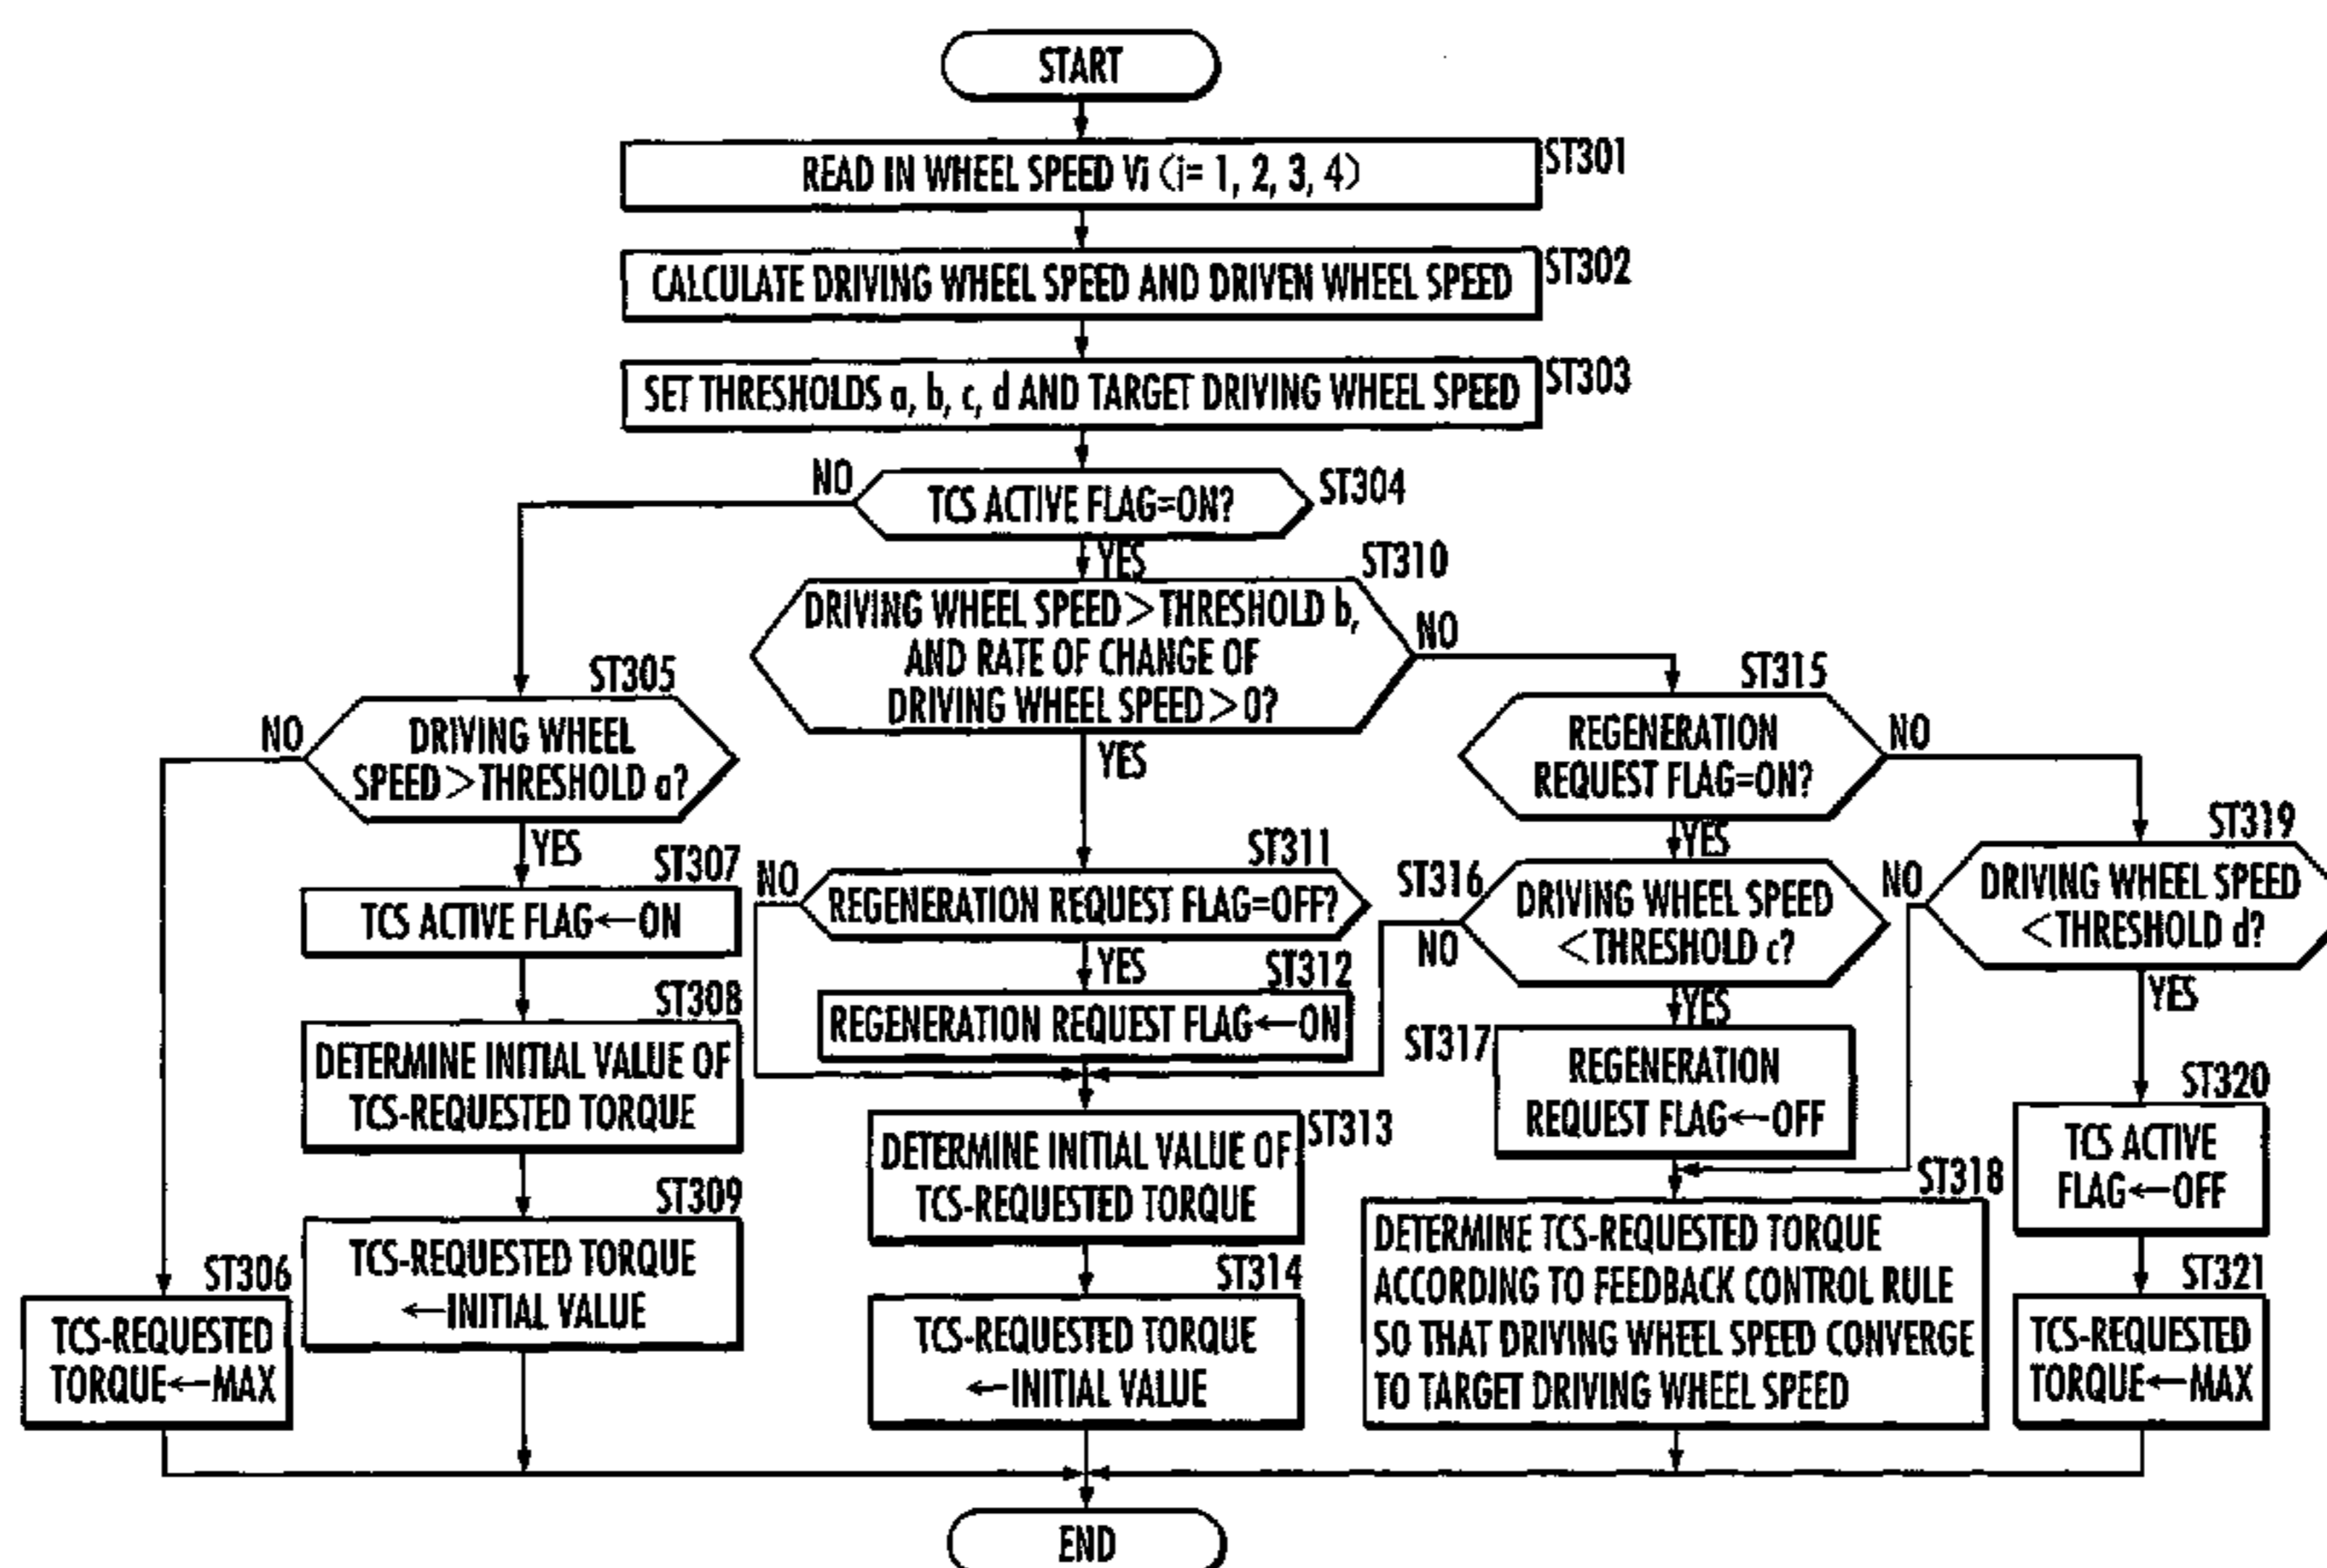 START
READ IN WHEEL SPEED Vi (i= 1, 2, 3, 4)
ST301
CALCULATE DRIVING WHEEL SPEED AND DRIVEN WHEEL SPEED
ST302
SET THRESHOLDS a, b, c, d AND TARGET DRIVING WHEEL SPEED
ST303
NO
TCS ACTIVE FLAG=ON?
ST304
YES
ST310
DRIVING WHEEL SPEED>THRESHOLD b,
AND RATE OF CHANGE OF
DRIVING WHEEL SPEED>0?
NO
YES
ST305
NO
DRIVING WHEEL
SPEED>THRESHOLD a?
YES
ST307
TCS ACTIVE FLAG←ON
ST308
DETERMINE INITIAL VALUE OF
TCS-REQUESTED TORQUE
ST309
TCS-REQUESTED TORQUE
←INITIAL VALUE
ST306
TCS-REQUESTED
TORQUE←MAX
ST311
NO
REGENERATION REQUEST FLAG=OFF?
YES
ST312
REGENERATION REQUEST FLAG←ON
DETERMINE INITIAL VALUE OF
TCS-REQUESTED TORQUE
ST313
ST314
TCS-REQUESTED TORQUE
←INITIAL VALUE
ST315
REGENERATION
REQUEST FLAG=ON?
NO
YES
ST316
DRIVING WHEEL SPEED
<THRESHOLD c?
NO
YES
ST317
REGENERATION
REQUEST FLAG←OFF
ST318
DETERMINE TCS-REQUESTED TORQUE
ACCORDING TO FEEDBACK CONTROL RULE
SO THAT DRIVING WHEEL SPEED CONVERGE
TO TARGET DRIVING WHEEL SPEED
ST319
NO
DRIVING WHEEL SPEED
<THRESHOLD d?
YES
ST320
TCS ACTIVE
FLAG←OFF
ST321
TCS-REQUESTED
TORQUE←MAX
END